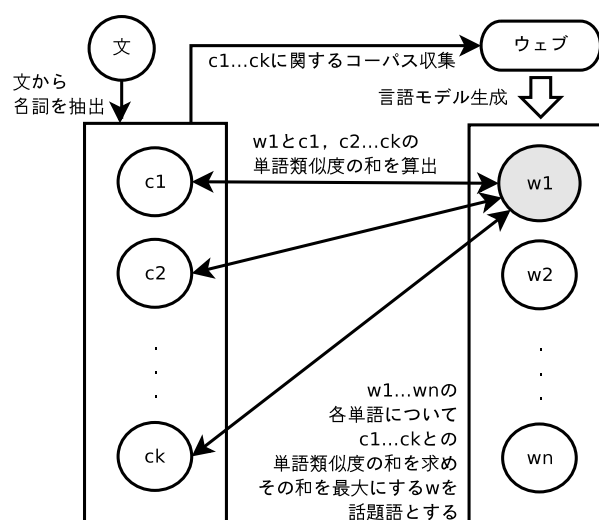 文
ウェブ
c1...ckに関するコーパス収集
文から
名詞を抽出
言語モデル生成
w1とc1，c2...ckの
単語類似度の和を算出
c1
w1
c2
w2
.
.
.
.
.
.
w1...wnの
各単語について
c1...ckとの
単語類似度の和を求め
その和を最大にするwを
話題語とする
ck
wn